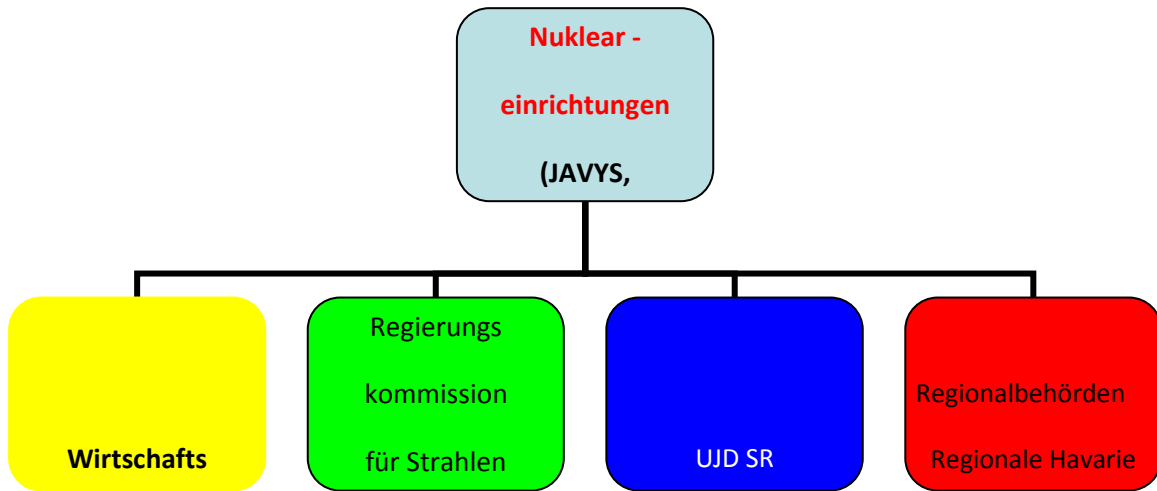 Nuklear -
einrichtungen
(JAVYS,
Wirtschafts
Regierungs
kommission
für Strahlen
UJD SR
Regionalbehörden
Regionale Havarie